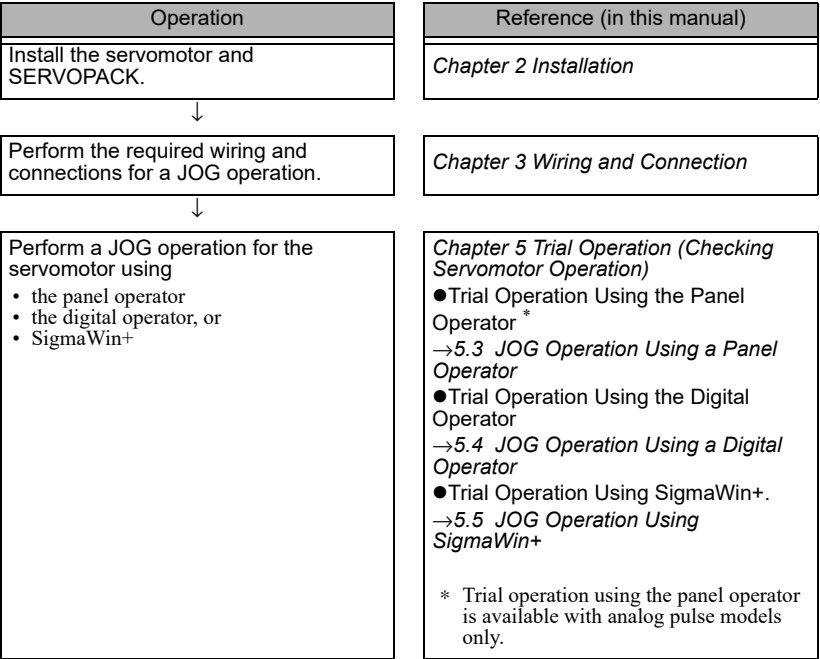 Operation
Reference (in this manual)
Install the servomotor and
SERVOPACK.
Chapter 2 Installation
↓
Perform the required wiring and
connections for a JOG operation.
Chapter 3 Wiring and Connection
↓
Perform a JOG operation for the
servomotor using
• the panel operator
• the digital operator, or
• SigmaWin+
Chapter 5 Trial Operation (Checking
Servomotor Operation)
●Trial Operation Using the Panel
Operator *
→5.3 JOG Operation Using a Panel
Operator
●Trial Operation Using the Digital
Operator
→5.4 JOG Operation Using a Digital
Operator
●Trial Operation Using SigmaWin+.
→5.5 JOG Operation Using
SigmaWin+
* Trial operation using the panel operator
is available with analog pulse models
only.